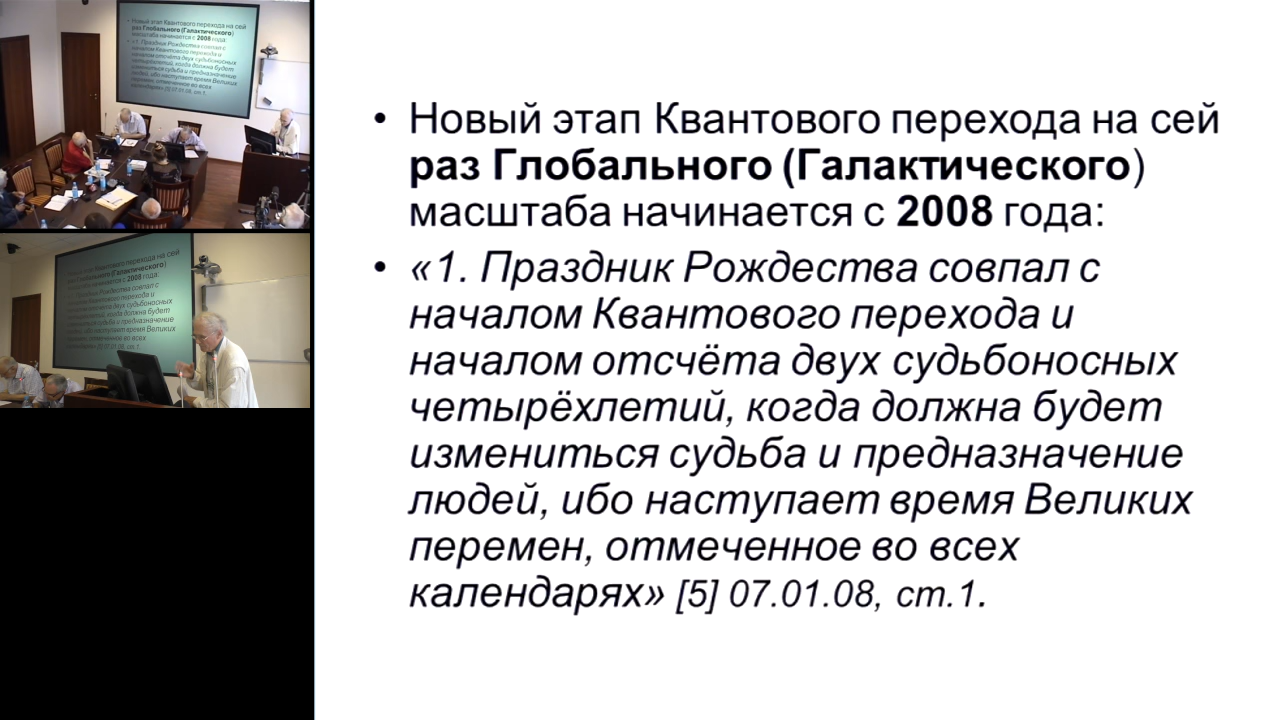 • Новый этап Квантового перехода на сей
раз Глобального (Галактического)
масштаба начинается с 2008 года:
• «1. Праздник Рождества совпал с
началом Квантового перехода и
началом отсчёта двух судьбоносных
четырёхлетий, когда должна будет
измениться судьба и предназначение
людей, ибо наступает время Великих
перемен, отмеченное во всех
календарях» [5] 07.01.08, ст.1.